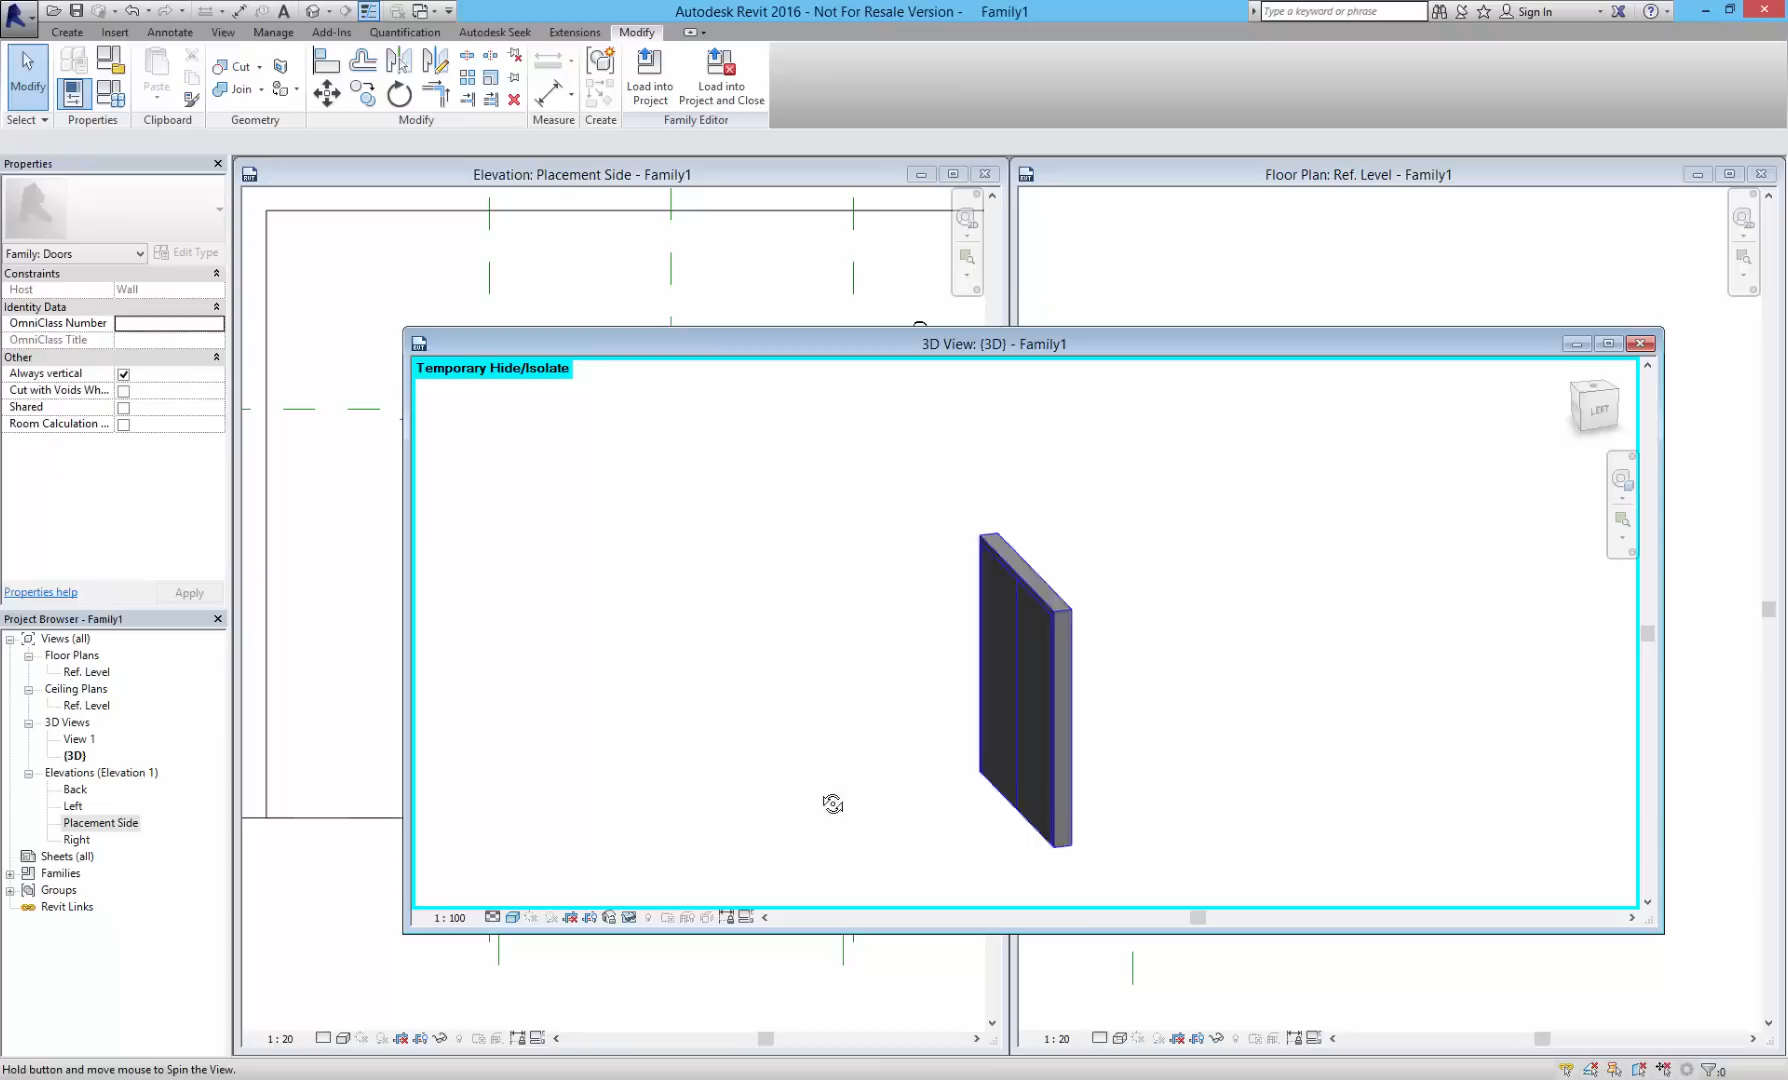 Autodesk Revit 2016 - Not For Resale Version - Family1
Type a keyword or phrase
Sign In
Create Insert Annotate View Manage Add-Ins Quantification Autodesk Seek Extensions Modify
Modify
Paste
Cut
Join
Load into Project
Load into Project and Close
Select Properties Clipboard Geometry Modify Measure Create Family Editor
Properties
Family: Doors
Edit Type
Constraints
Host Wall
Identity Data
OmniClass Number
OmniClass Title
Other
Always vertical
Cut with Voids Wh...
Shared
Room Calculation ...
Properties help
Apply
Project Browser - Family1
Views (all)
Floor Plans
Ref. Level
Ceiling Plans
Ref. Level
3D Views
View 1
{3D}
Elevations (Elevation 1)
Back
Left
Placement Side
Right
Sheets (all)
Families
Groups
Revit Links
Elevation: Placement Side - Family1
2D
1 : 20
Floor Plan: Ref. Level - Family1
2D
1 : 20
3D View: {3D} - Family1
Temporary Hide/Isolate
LEFT
1 : 100
Hold button and move mouse to Spin the View.
:0